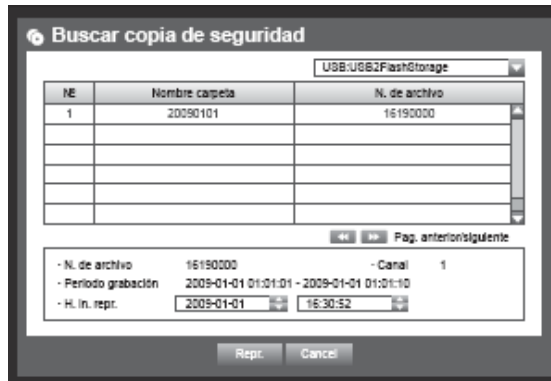 Buscar copia de seguridad
USB:USB2FlashStorage
№ Nombre carpeta N. de archivo
1 20090101 16190000
Pag. anterior/siguiente
- N. de archivo 16190000 - Canal 1
- Periodo grabación 2009-01-01 01:01:01 - 2009-01-01 01:01:10
- H. In. repr. 2009-01-01 16:30:52
Repr. Cancel